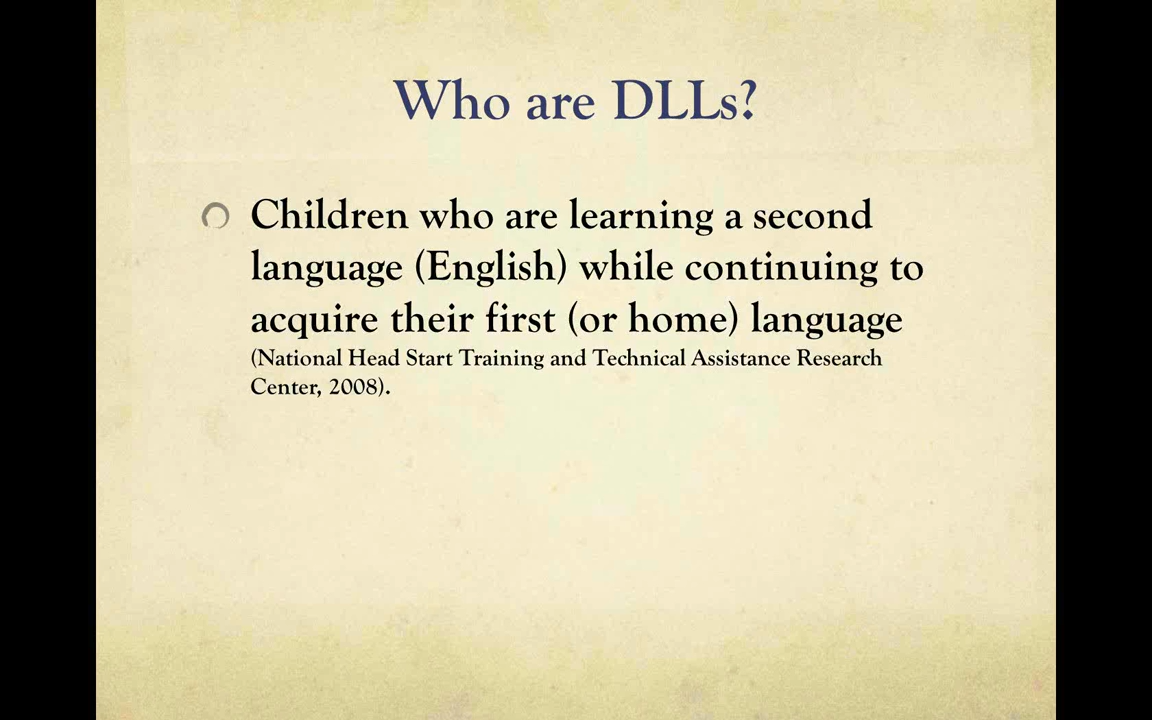 Who are DLLs?
Children who are learning a second
language (English) while continuing to
acquire their first (or home) language
(National Head Start Training and Technical Assistance Research
Center, 2008).